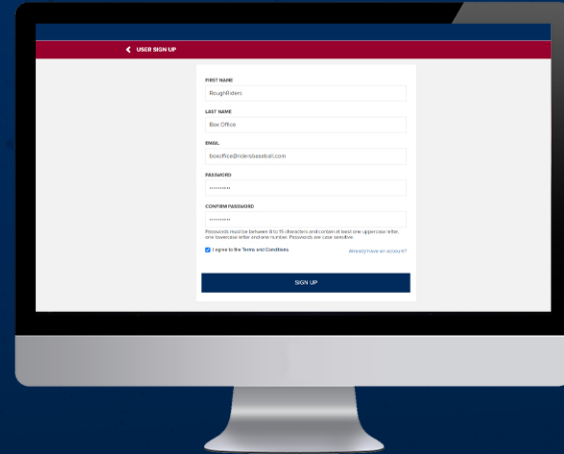 USER SIGN UP
FIRST NAME
RoughRiders
LAST NAME
Box Office
EMAIL
boxoffice@ridersbaseball.com
PASSWORD
••••••••••
CONFIRM PASSWORD
••••••••••
Passwords must be between 8 to 15 characters and contain at least one uppercase letter,
one lowercase letter and one number. Passwords are case sensitive.
I agree to the Terms and Conditions
Already have an account?
SIGN UP